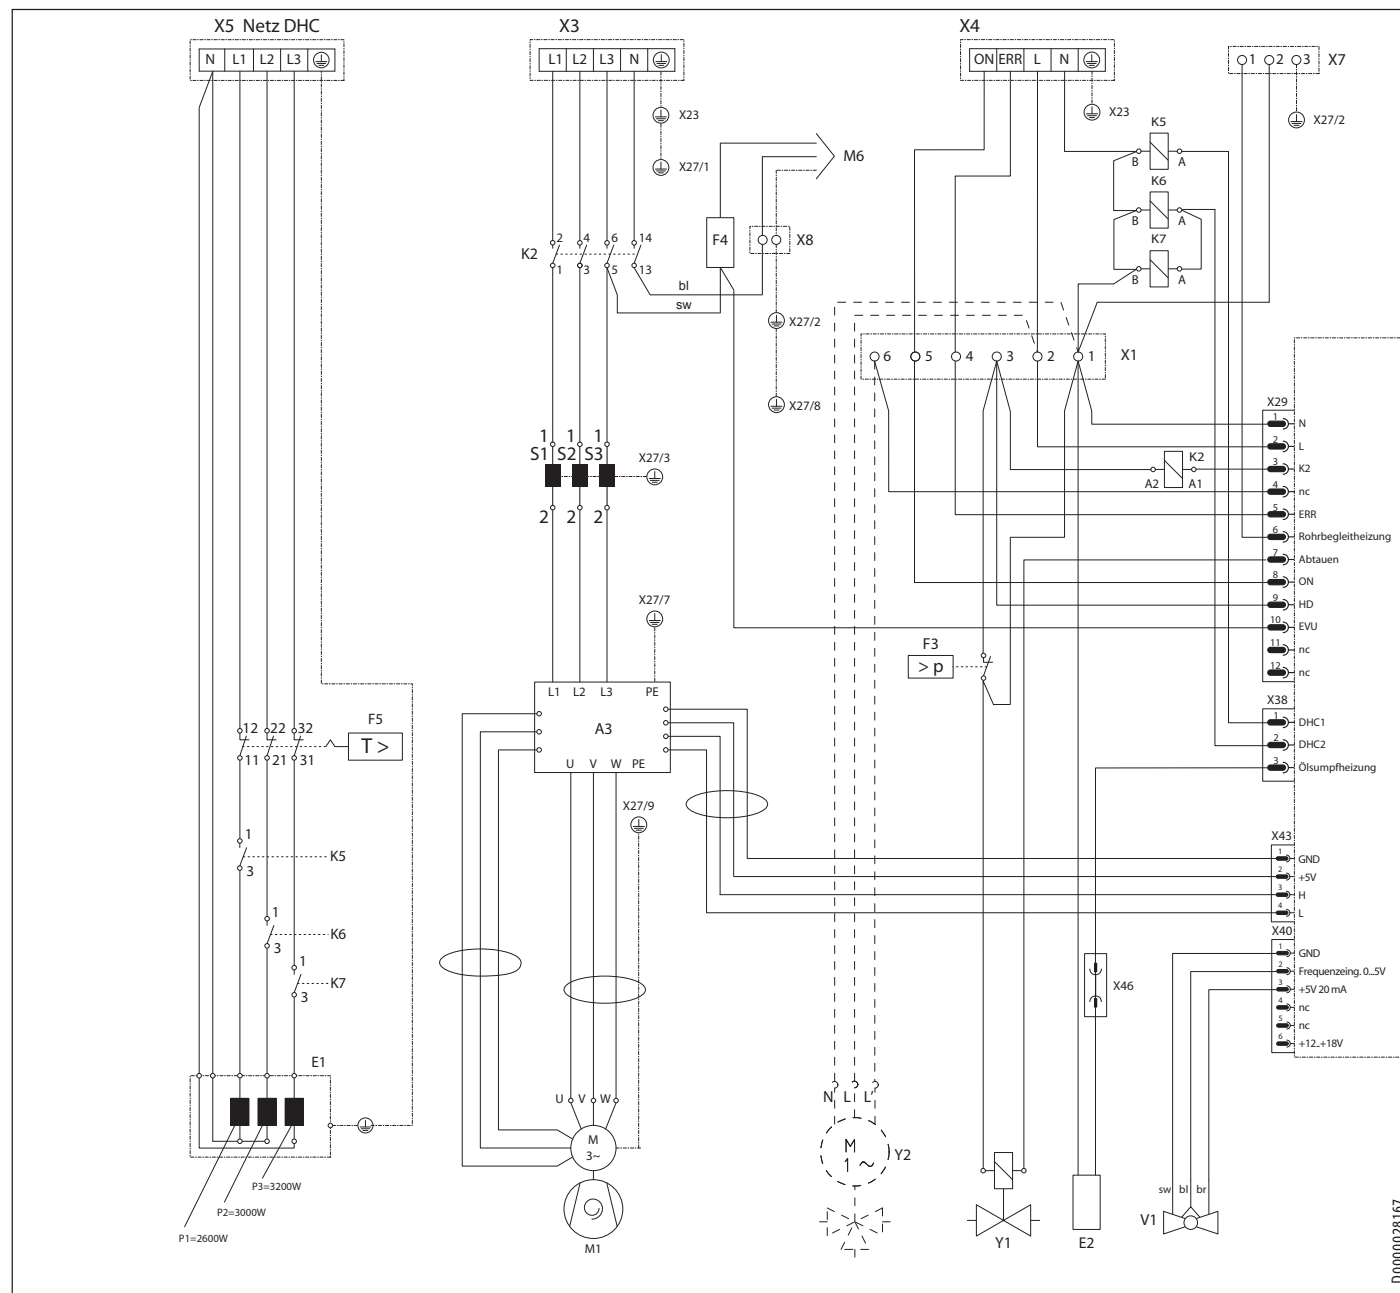 X5 Netz DHC
X3
X4
N L1 L2 L3
L1 L2 L3 N
ON ERR L N
1 2 3
X7
X23
X23
X27/2
X27/1
K5
B A
K6
B A
K7
B A
M6
F4
X8
K2
2 4 6 14
1 3 5 13
bl
sw
X27/2
X27/8
6 5 4 3 2 1
X1
1 1 1
S1 S2 S3
2 2 2
X27/3
X29
1 N
2 L
3 K2
4 nc
5 ERR
6 Rohrbegleitheizung
7 Abtauen
8 ON
9 HD
10 EVU
11 nc
12 nc
K2
A2 A1
X27/7
F3
> p
L1 L2 L3 PE
A3
U V W PE
X38
1 DHC1
2 DHC2
3 Ölsumpfheizung
12 22 32
11 21 31
F5
T >
X27/9
X43
1 GND
2 +5V
3 H
4 L
1
3
K5
1
3
K6
1
3
K7
X40
1 GND
2 Frequenzeing. 0...5V
3 +5V 20 mA
4 nc
5 nc
6 +12..+18V
X46
E1
U V W
M
3~
M1
N L L'
M
1 ~
Y2
Y1
E2
sw bl br
V1
P3=3200W
P2=3000W
P1=2600W
D0000028167